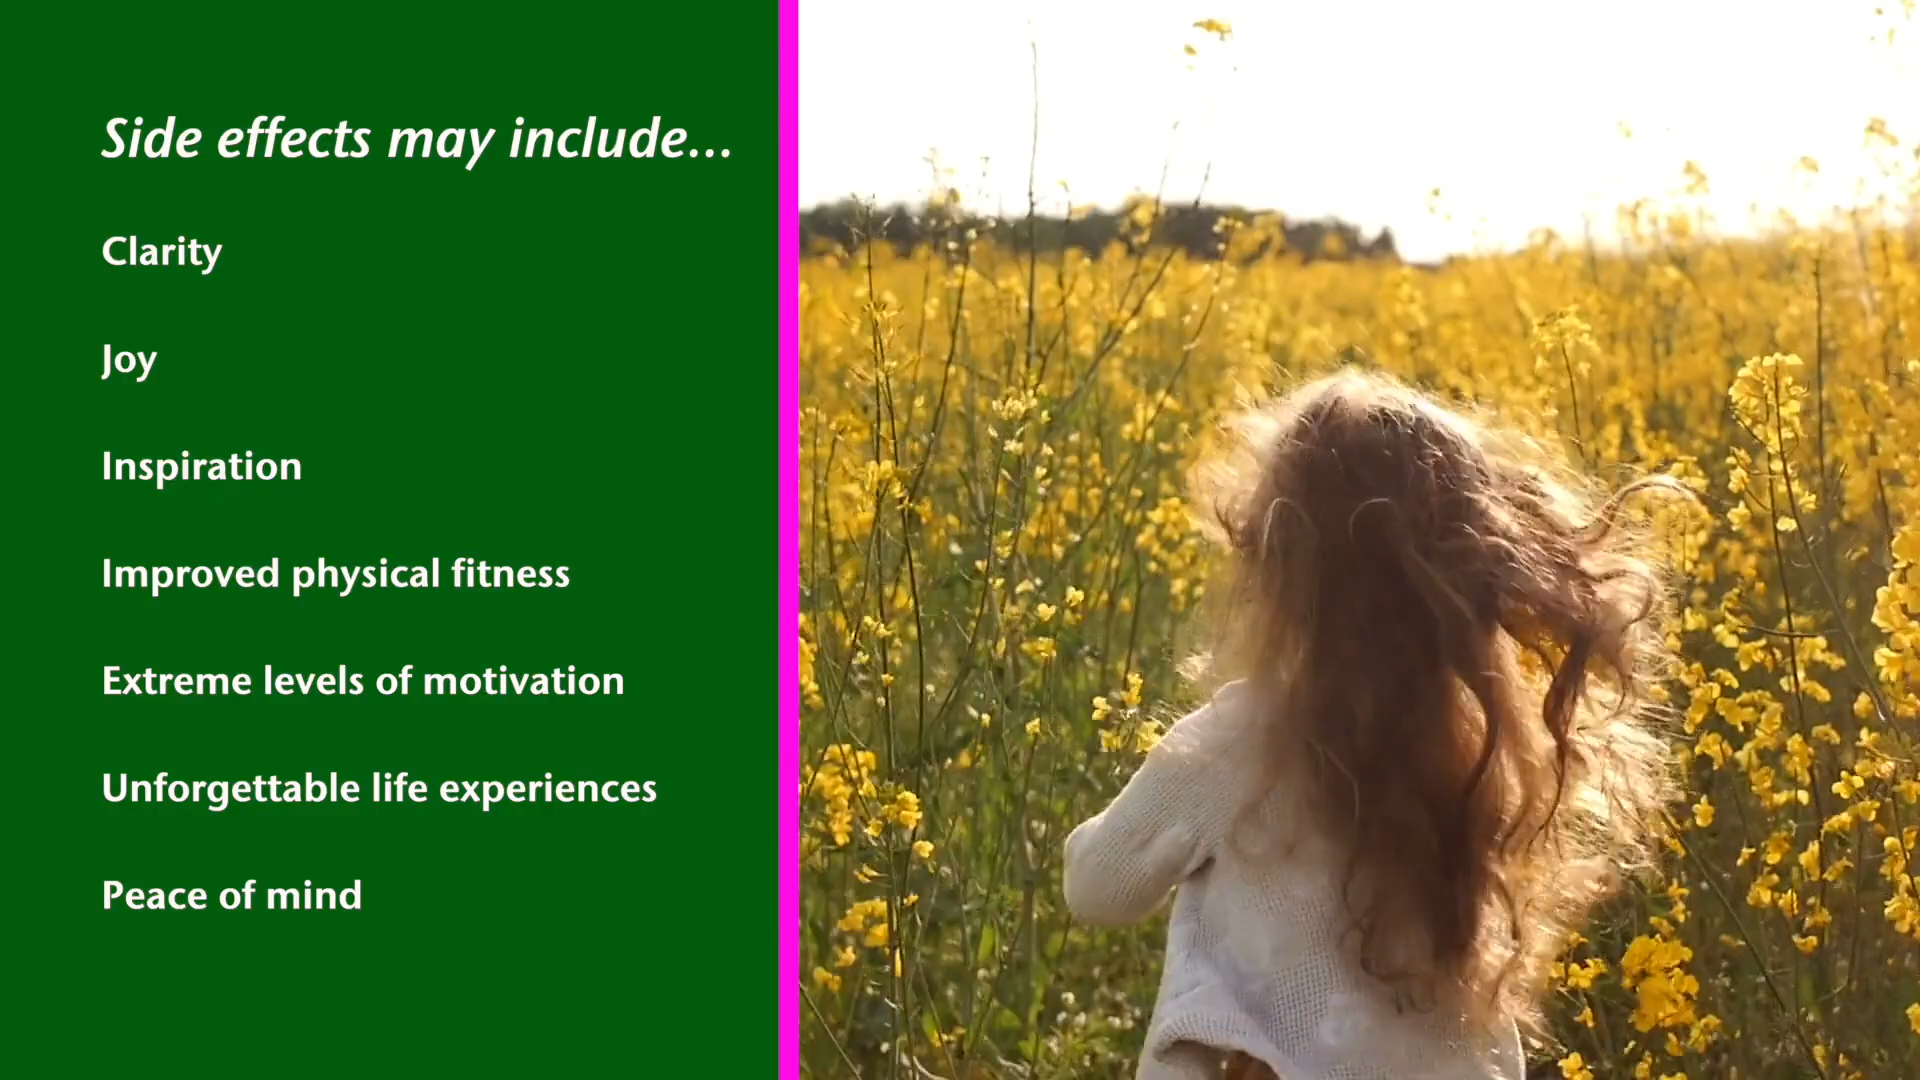 Side effects may include...
Clarity
Joy
Inspiration
Improved physical fitness
Extreme levels of motivation
Unforgettable life experiences
Peace of mind